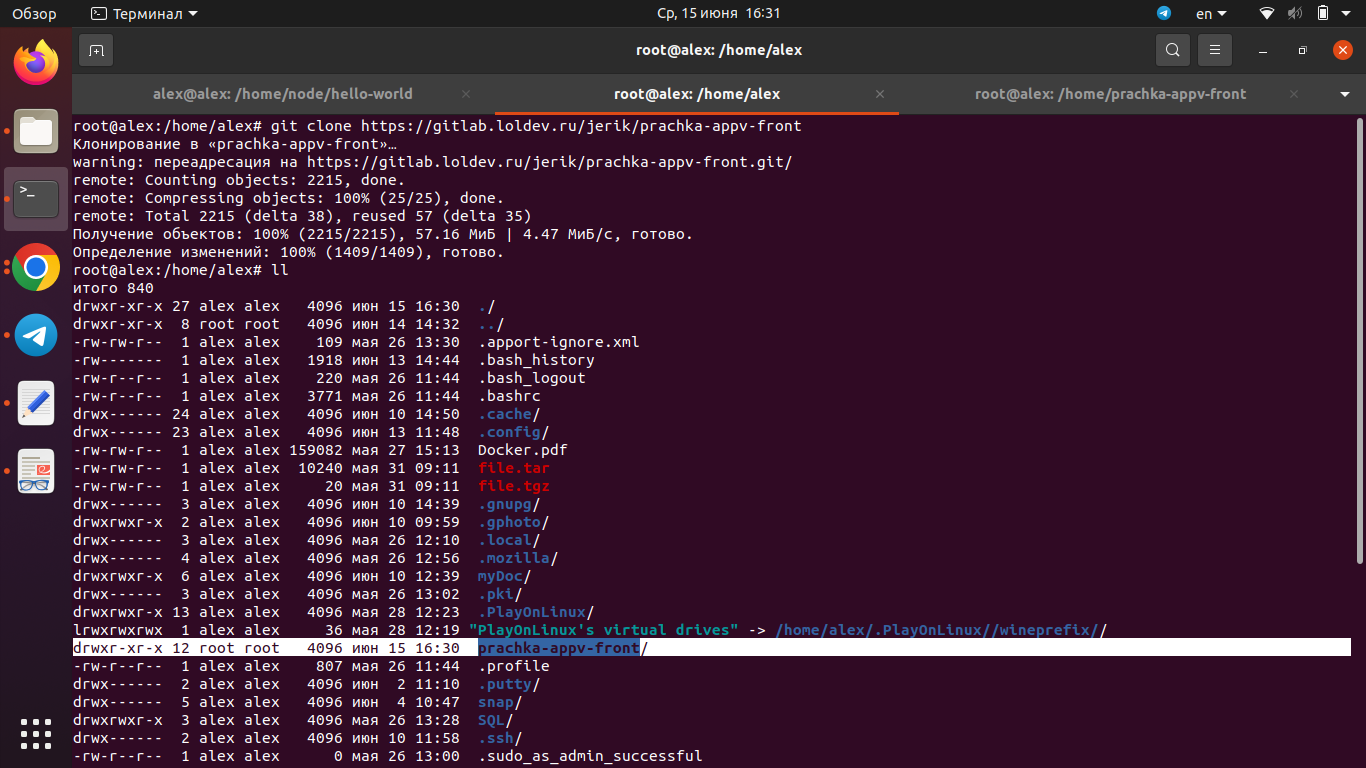 Обзор Терминал Ср, 15 июня 16:31 en
root@alex: /home/alex
alex@alex: /home/node/hello-world root@alex: /home/alex root@alex: /home/prachka-appv-front
root@alex:/home/alex# git clone https://gitlab.loldev.ru/jerik/prachka-appv-front
Клонирование в «prachka-appv-front»…
warning: переадресация на https://gitlab.loldev.ru/jerik/prachka-appv-front.git/
remote: Counting objects: 2215, done.
remote: Compressing objects: 100% (25/25), done.
remote: Total 2215 (delta 38), reused 57 (delta 35)
Получение объектов: 100% (2215/2215), 57.16 МиБ | 4.47 МиБ/с, готово.
Определение изменений: 100% (1409/1409), готово.
root@alex:/home/alex# ll
итого 840
drwxr-xr-x 27 alex alex   4096 июн 15 16:30  ./
drwxr-xr-x  8 root root   4096 июн 14 14:32  ../
-rw-rw-r--  1 alex alex    109 мая 26 13:30  .apport-ignore.xml
-rw-------  1 alex alex   1918 июн 13 14:44  .bash_history
-rw-r--r--  1 alex alex    220 мая 26 11:44  .bash_logout
-rw-r--r--  1 alex alex   3771 мая 26 11:44  .bashrc
drwx------ 24 alex alex   4096 июн 10 14:50  .cache/
drwx------ 23 alex alex   4096 июн 13 11:48  .config/
-rw-rw-r--  1 alex alex 159082 мая 27 15:13  Docker.pdf
-rw-rw-r--  1 alex alex  10240 мая 31 09:11  file.tar
-rw-rw-r--  1 alex alex     20 мая 31 09:11  file.tgz
drwx------  3 alex alex   4096 июн 10 14:39  .gnupg/
drwxrwxr-x  2 alex alex   4096 июн 10 09:59  .gphoto/
drwx------  3 alex alex   4096 мая 26 12:10  .local/
drwx------  4 alex alex   4096 мая 26 12:56  .mozilla/
drwxrwxr-x  6 alex alex   4096 июн 10 12:39  myDoc/
drwx------  3 alex alex   4096 мая 26 13:02  .pki/
drwxrwxr-x 13 alex alex   4096 мая 28 12:23  .PlayOnLinux/
lrwxrwxrwx  1 alex alex     36 мая 28 12:19 "PlayOnLinux's virtual drives" -> /home/alex/.PlayOnLinux//wineprefix//
drwxr-xr-x 12 root root   4096 июн 15 16:30  prachka-appv-front/
-rw-r--r--  1 alex alex    807 мая 26 11:44  .profile
drwx------  2 alex alex   4096 июн  2 11:10  .putty/
drwx------  5 alex alex   4096 июн  4 10:47  snap/
drwxrwxr-x  3 alex alex   4096 мая 26 13:28  SQL/
drwx------  2 alex alex   4096 июн 10 11:58  .ssh/
-rw-r--r--  1 alex alex      0 мая 26 13:00  .sudo_as_admin_successful